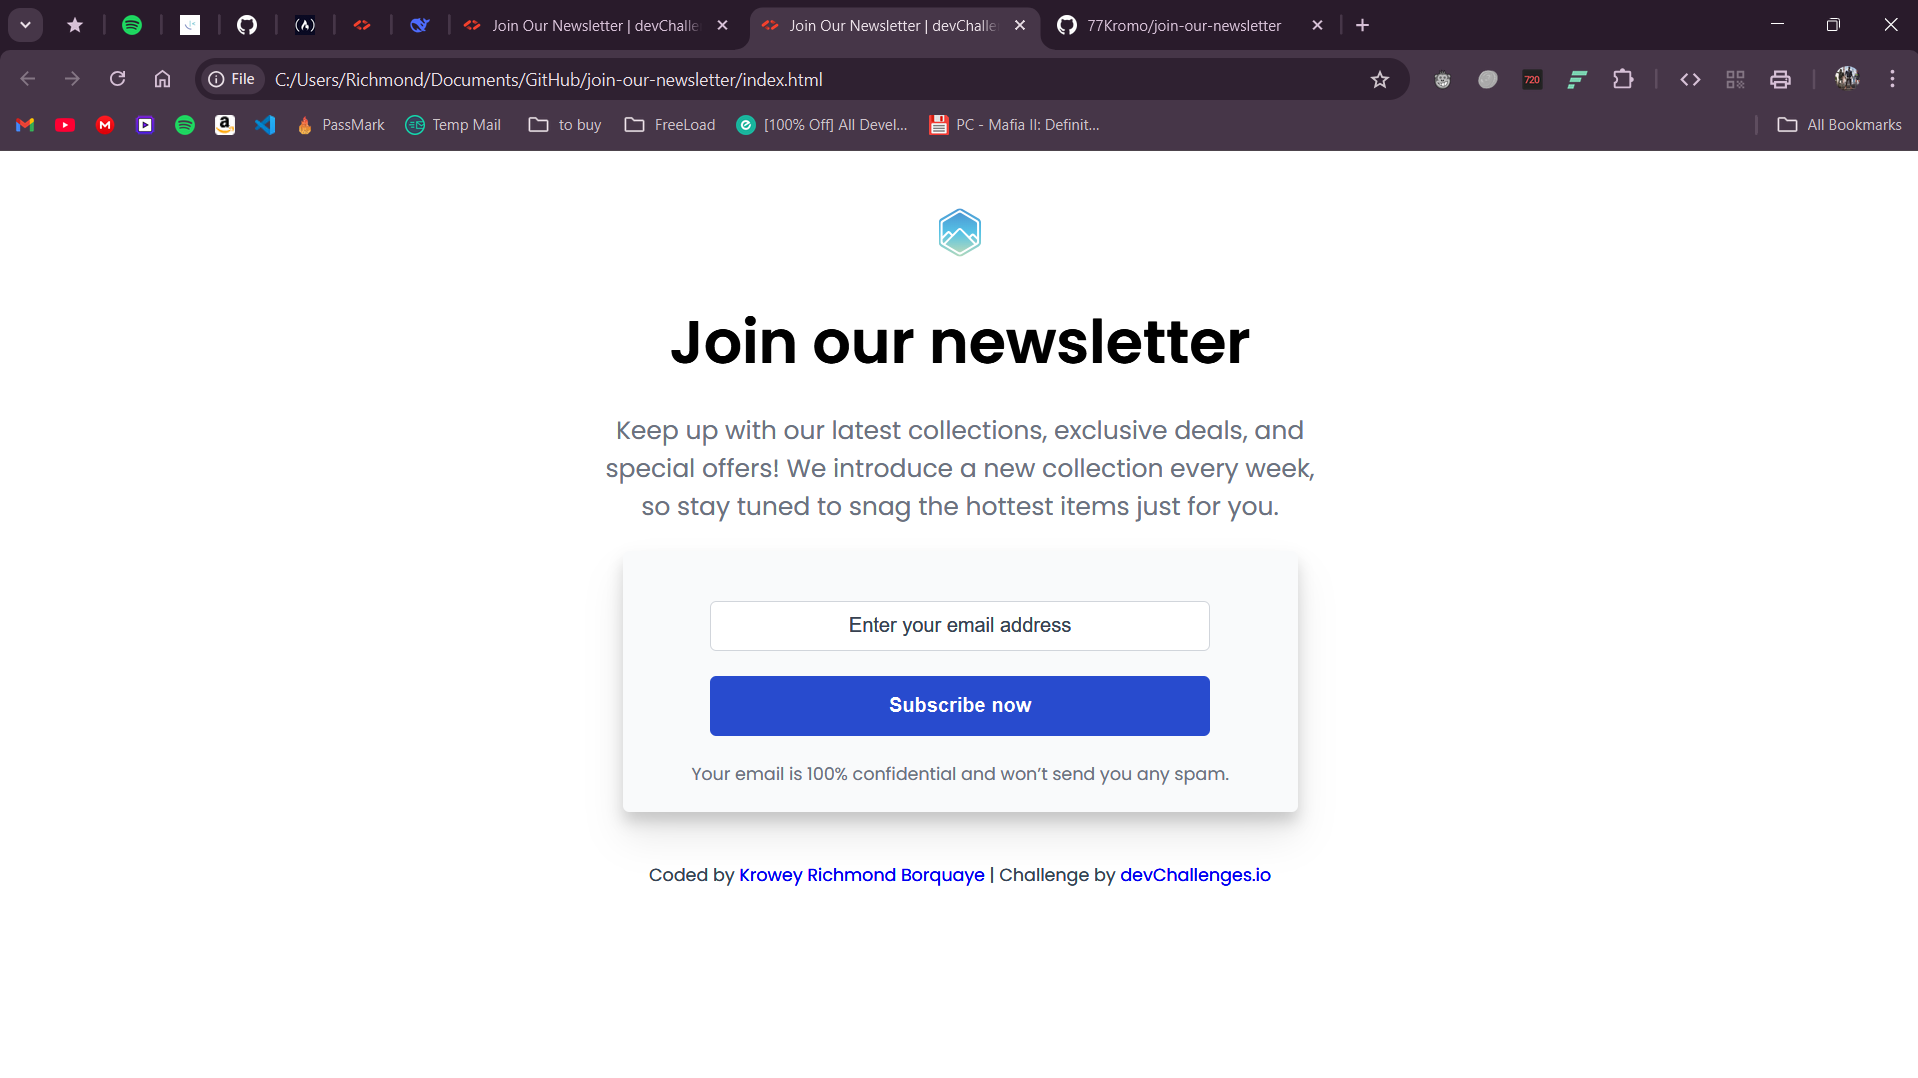 Join Our Newsletter | devChalle
Join Our Newsletter | devChalle
77Kromo/join-our-newsletter
File
C:/Users/Richmond/Documents/GitHub/join-our-newsletter/index.html
720
PassMark
Temp Mail
to buy
FreeLoad
[100% Off] All Devel...
PC - Mafia II: Definit...
All Bookmarks
Join our newsletter
Keep up with our latest collections, exclusive deals, and
special offers! We introduce a new collection every week,
so stay tuned to snag the hottest items just for you.
Enter your email address
Subscribe now
Your email is 100% confidential and won’t send you any spam.
Coded by Krowey Richmond Borquaye | Challenge by devChallenges.io